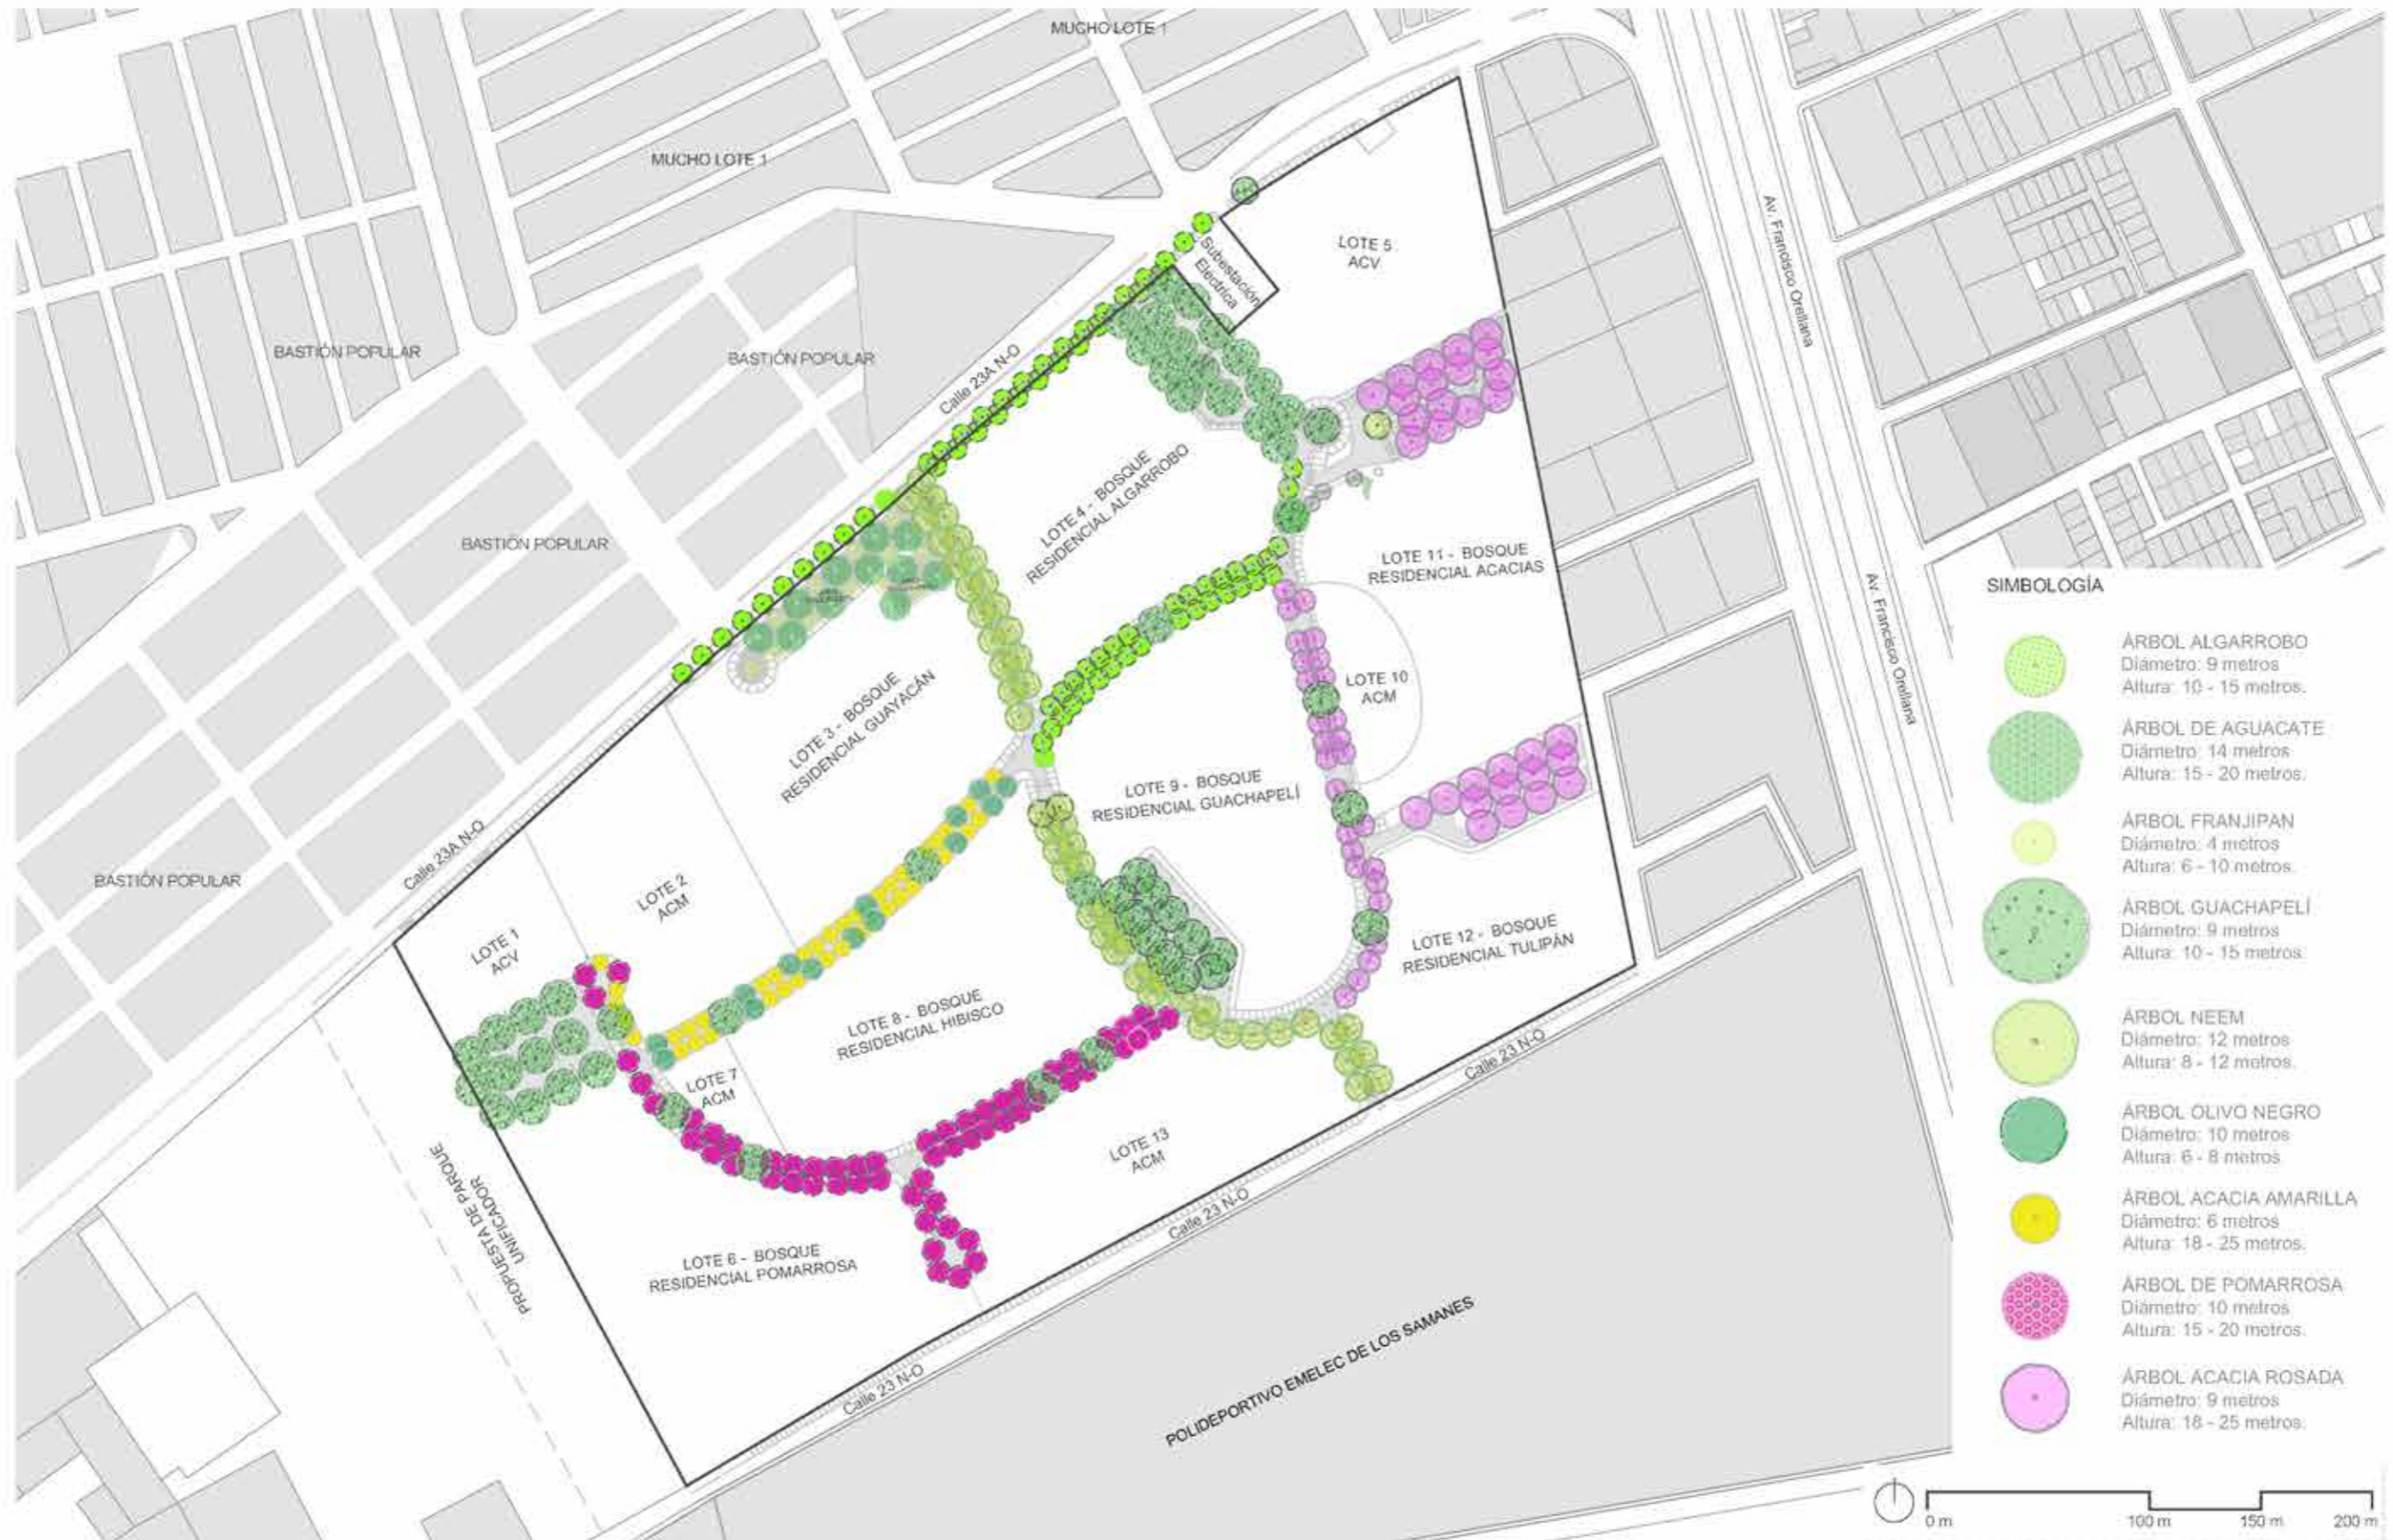 MUCHO LOTE 1
MUCHO LOTE 1
BASTIÓN POPULAR
BASTIÓN POPULAR
BASTIÓN POPULAR
BASTIÓN POPULAR
Calle 23A N-O
Calle 23A N-O
Subestación
Eléctrica
LOTE 5
ACV
Av. Francisco Orellana
Av. Francisco Orellana
LOTE 4 - BOSQUE
RESIDENCIAL ALGARROBO
LOTE 11 - BOSQUE
RESIDENCIAL ACACIAS
LOTE 3 - BOSQUE
RESIDENCIAL GUAYACÁN
LOTE 10
ACM
LOTE 9 - BOSQUE
RESIDENCIAL GUACHAPELÍ
LOTE 2
ACM
LOTE 1
ACV
LOTE 12 - BOSQUE
RESIDENCIAL TULIPÁN
LOTE 8 - BOSQUE
RESIDENCIAL HIBISCO
LOTE 7
ACM
LOTE 13
ACM
LOTE 6 - BOSQUE
RESIDENCIAL POMARROSA
PROPUESTA DE PARQUE
UNIFICADOR
Calle 23 N-O
Calle 23 N-O
Calle 23 N-O
POLIDEPORTIVO EMELEC DE LOS SAMANES
SIMBOLOGÍA
ÁRBOL ALGARROBO
Diámetro: 9 metros
Altura: 10 - 15 metros.
ÁRBOL DE AGUACATE
Diámetro: 14 metros
Altura: 15 - 20 metros.
ÁRBOL FRANJIPAN
Diámetro: 4 metros
Altura: 6 - 10 metros.
ÁRBOL GUACHAPELÍ
Diámetro: 9 metros
Altura: 10 - 15 metros.
ÁRBOL NEEM
Diámetro: 12 metros
Altura: 8 - 12 metros.
ÁRBOL OLIVO NEGRO
Diámetro: 10 metros
Altura: 6 - 8 metros
ÁRBOL ACACIA AMARILLA
Diámetro: 6 metros
Altura: 18 - 25 metros.
ÁRBOL DE POMARROSA
Diámetro: 10 metros
Altura: 15 - 20 metros.
ÁRBOL ACACIA ROSADA
Diámetro: 9 metros
Altura: 18 - 25 metros.
0 m 100 m 150 m 200 m